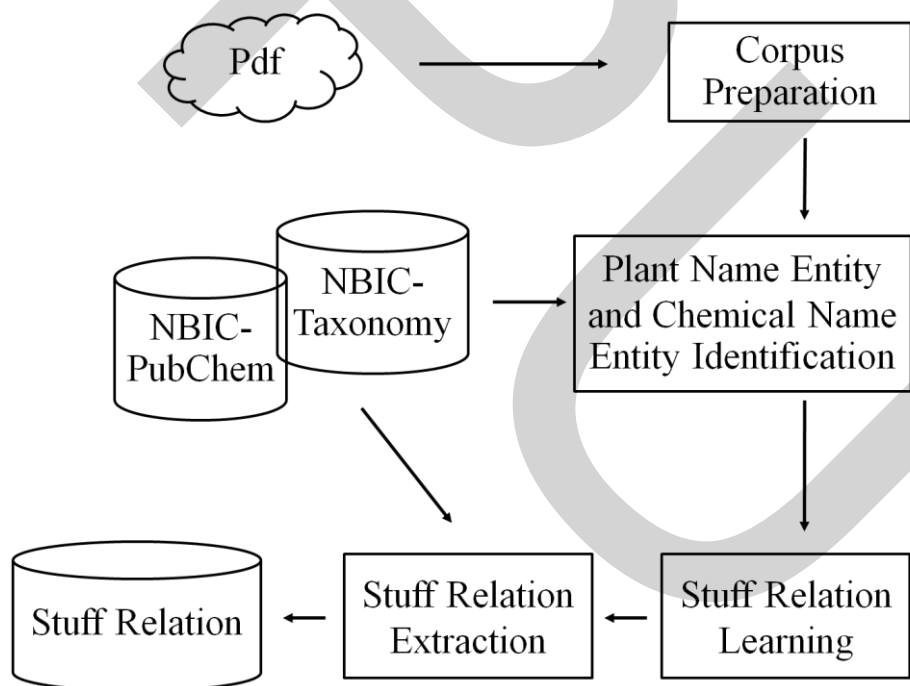 Pdf
Corpus
Preparation
NBIC-
Taxonomy
NBIC-
PubChem
Plant Name Entity
and Chemical Name
Entity Identification
Stuff Relation
Stuff Relation
Extraction
Stuff Relation
Learning